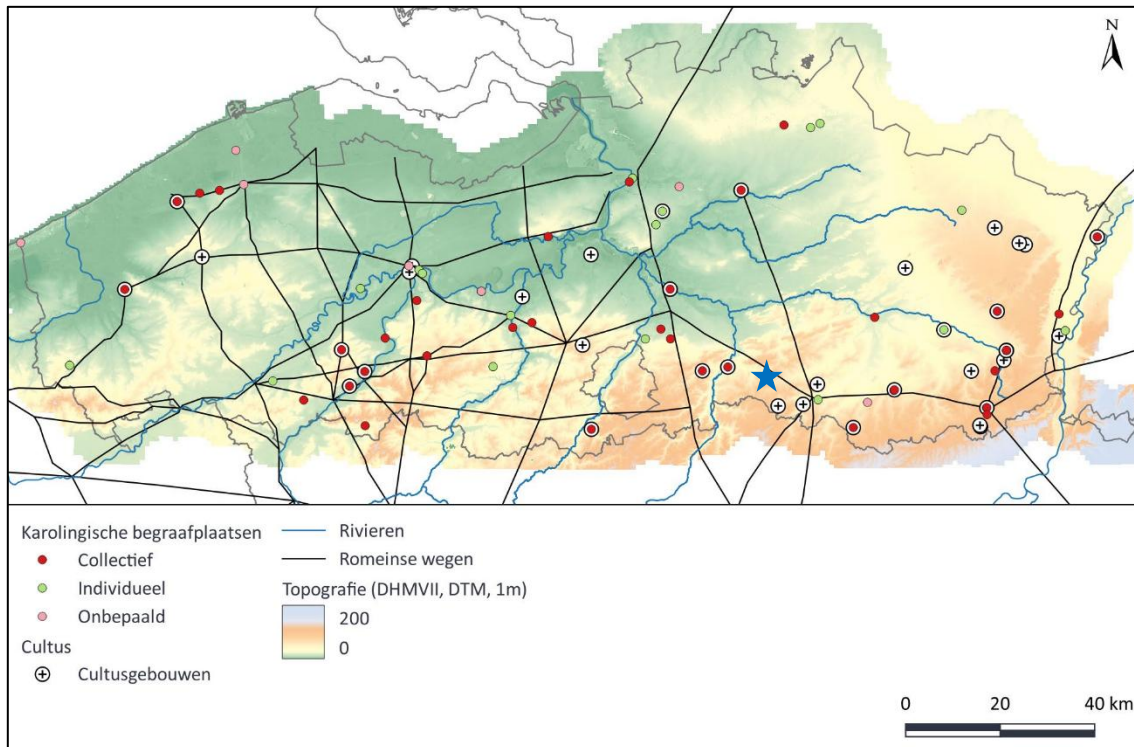 N
Karolingische begraafplaatsen
Collectief
Individueel
Onbepaald
Cultus
Cultusgebouwen
Rivieren
Romeinse wegen
Topografie (DHMVII, DTM, 1m)
200
0
0 20 40 km